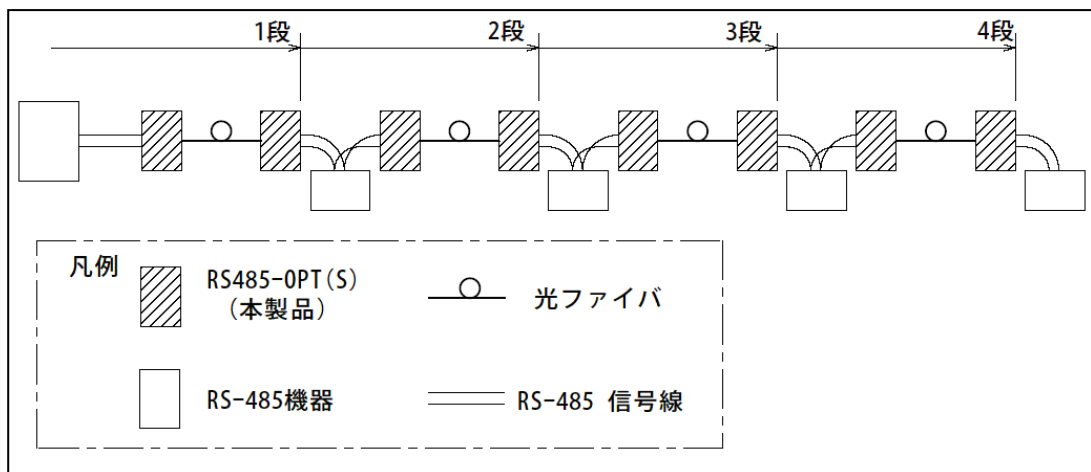 1段 2段 3段 4段
凡例
RS485-OPT(S)
(本製品)
光ファイバ
RS-485機器
RS-485 信号線